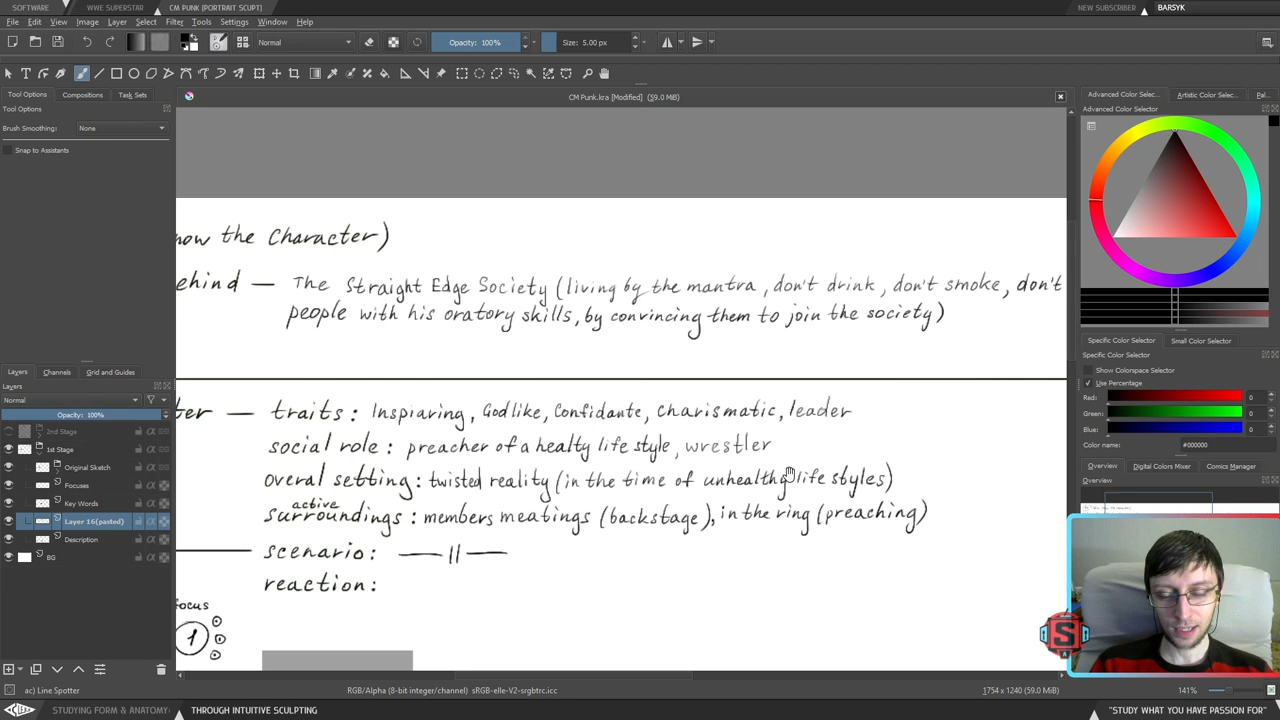 SOFTWARE WWE SUPERSTAR CM PUNK (PORTRAIT SCUPT) NEW SUBSCRIBER BARSYK
File Edit View Image Layer Select Filter Tools Settings Window Help
Normal Opacity: 100% Size: 5.00 px
Tool Options Compositions Task Sets
CM Punk.kra [Modified] (59.0 MiB)
Advanced Color Selec... Artistic Color Selec... Pal...
Tool Options
Advanced Color Selector
Brush Smoothing: None
Snap to Assistants
now the Character)
ehind — The Straight Edge Society (living by the mantra, don't drink, don't smoke, don't
people with his oratory skills, by convincing them to join the society)
Specific Color Selector Small Color Selector
Specific Color Selector
Show Colorspace Selector
Use Percentage
Red: 0
Green: 0
Blue: 0
Color name: #000000
Layers Channels Grid and Guides
Layers
Normal
Opacity: 100%
2nd Stage
1st Stage
Original Sketch
Focuses
Key Words
Layer 16(pasted)
Description
BG
ter — traits: Inspiaring, Godlike, Confidante, charismatic, leader
social role: preacher of a healty life style, wrestler
overal setting: twisted reality (in the time of unhealthy life styles)
active
surroundings: members meatings (backstage), in the ring (preaching)
scenario: — 11 —
reaction:
focus
1
Overview Digital Colors Mixer Comics Manager
Overview
ac) Line Spotter RGB/Alpha (8-bit integer/channel) sRGB-elle-V2-srgbtrc.icc 1754 x 1240 (59.0 MiB) 141%
STUDYING FORM & ANATOMY THROUGH INTUITIVE SCULPTING "STUDY WHAT YOU HAVE PASSION FOR"